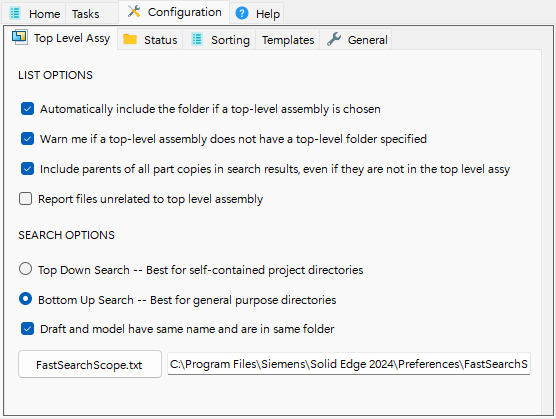 Home Tasks Configuration Help
Top Level Assy Status Sorting Templates General
LIST OPTIONS
Automatically include the folder if a top-level assembly is chosen
Warn me if a top-level assembly does not have a top-level folder specified
Include parents of all part copies in search results, even if they are not in the top level assy
Report files unrelated to top level assembly
SEARCH OPTIONS
Top Down Search -- Best for self-contained project directories
Bottom Up Search -- Best for general purpose directories
Draft and model have same name and are in same folder
FastSearchScope.txt C:\Program Files\Siemens\Solid Edge 2024\Preferences\FastSearchS